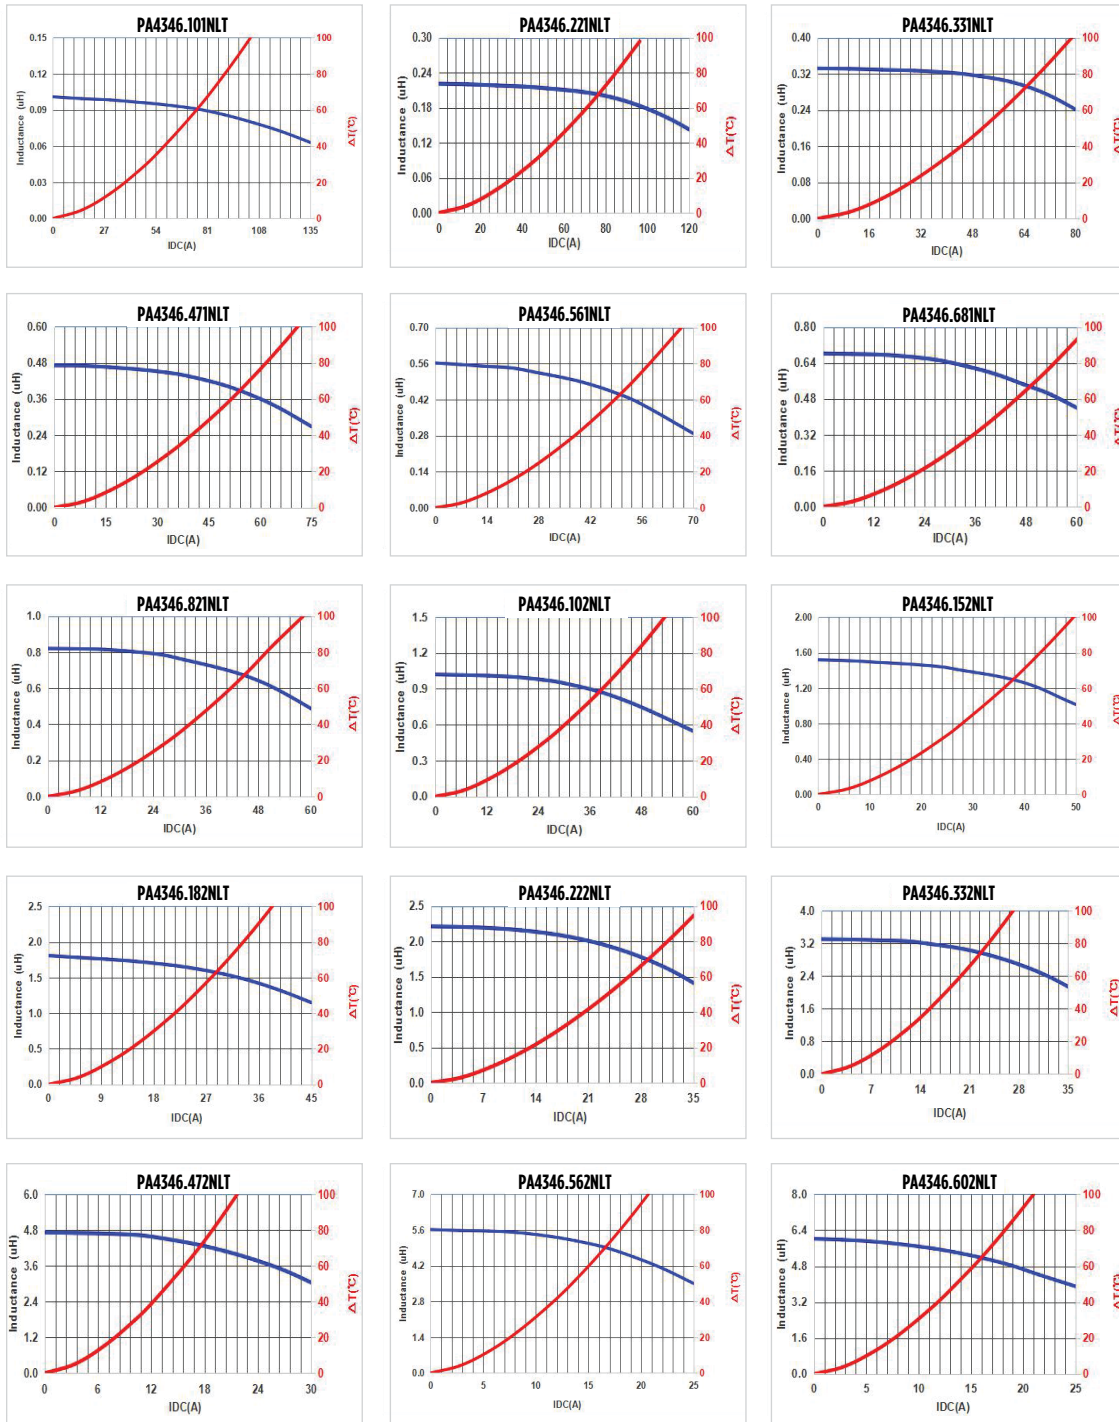 PA4346.101NLT
0.15
0.12
0.09
0.06
0.03
0.00
100
80
60
40
20
0
0 27 54 81 108 135
Inductance (uH)
△T(℃)
IDC(A)
PA4346.221NLT
0.30
0.24
0.18
0.12
0.06
0.00
100
80
60
40
20
0
0 20 40 60 80 100 120
Inductance (uH)
△T(℃)
IDC(A)
PA4346.331NLT
0.40
0.32
0.24
0.16
0.08
0.00
100
80
60
40
20
0
0 16 32 48 64 80
Inductance (uH)
△T(℃)
IDC(A)
PA4346.471NLT
0.60
0.48
0.36
0.24
0.12
0.00
100
80
60
40
20
0
0 15 30 45 60 75
Inductance (uH)
△T(℃)
IDC(A)
PA4346.561NLT
0.70
0.56
0.42
0.28
0.14
0.00
100
80
60
40
20
0
0 14 28 42 56 70
Inductance (uH)
△T(℃)
IDC(A)
PA4346.681NLT
0.80
0.64
0.48
0.32
0.16
0.00
100
80
60
40
20
0
0 12 24 36 48 60
Inductance (uH)
△T(℃)
IDC(A)
PA4346.821NLT
1.0
0.8
0.6
0.4
0.2
0.0
100
80
60
40
20
0
0 12 24 36 48 60
Inductance (uH)
△T(℃)
IDC(A)
PA4346.102NLT
1.5
1.2
0.9
0.6
0.3
0.0
100
80
60
40
20
0
0 12 24 36 48 60
Inductance (uH)
△T(℃)
IDC(A)
PA4346.152NLT
2.00
1.60
1.20
0.80
0.40
0.00
100
80
60
40
20
0
0 10 20 30 40 50
Inductance (uH)
△T(℃)
IDC(A)
PA4346.182NLT
2.5
2.0
1.5
1.0
0.5
0.0
100
80
60
40
20
0
0 9 18 27 36 45
Inductance (uH)
△T(℃)
IDC(A)
PA4346.222NLT
2.5
2.0
1.5
1.0
0.5
0.0
100
80
60
40
20
0
0 7 14 21 28 35
Inductance (uH)
△T(℃)
IDC(A)
PA4346.332NLT
4.0
3.2
2.4
1.6
0.8
0.0
100
80
60
40
20
0
0 7 14 21 28 35
Inductance (uH)
△T(℃)
IDC(A)
PA4346.472NLT
6.0
4.8
3.6
2.4
1.2
0.0
100
80
60
40
20
0
0 6 12 18 24 30
Inductance (uH)
△T(℃)
IDC(A)
PA4346.562NLT
7.0
5.6
4.2
2.8
1.4
0.0
100
80
60
40
20
0
0 5 10 15 20 25
Inductance (uH)
△T(℃)
IDC(A)
PA4346.602NLT
8.0
6.4
4.8
3.2
1.6
0.0
100
80
60
40
20
0
0 5 10 15 20 25
Inductance (uH)
△T(℃)
IDC(A)